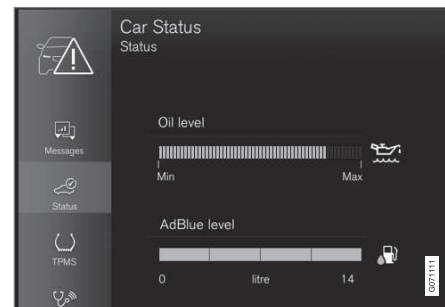 Car Status
Status
Messages
Status
TPMS
Oil level
Min Max
AdBlue level
0 litre 14
G071111